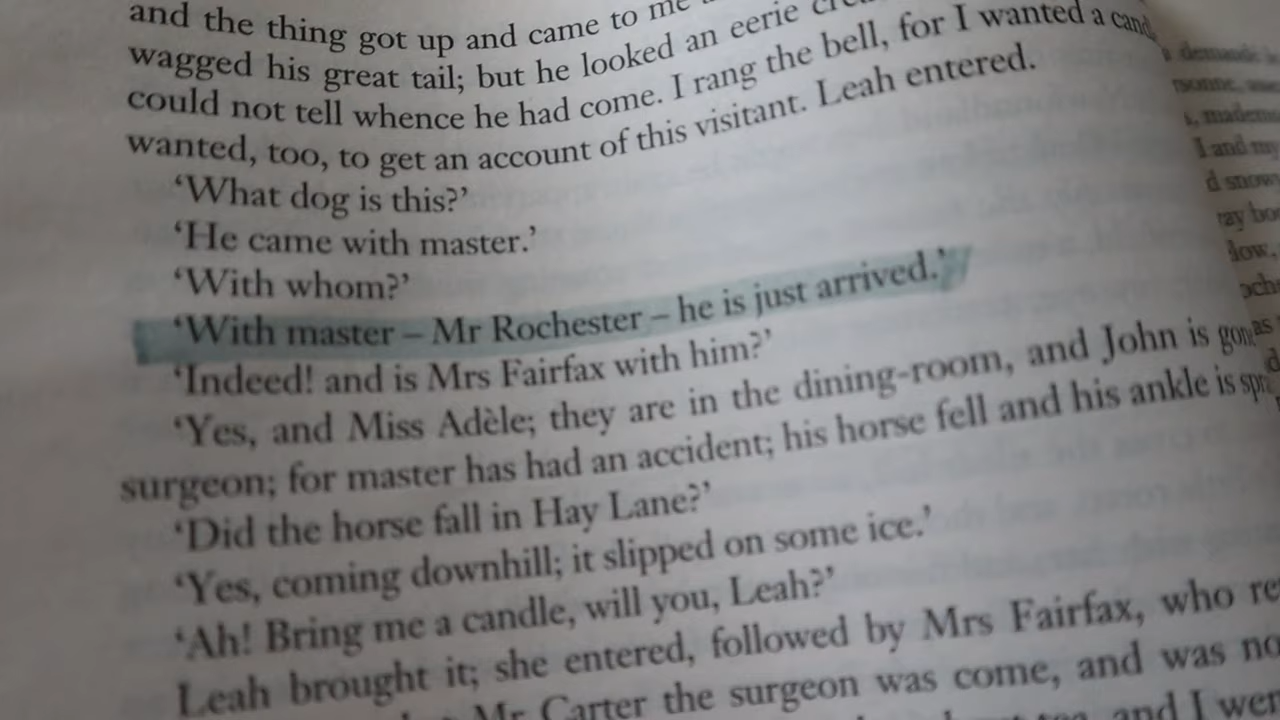 and the thing got up and came to me
wagged his great tail; but he looked an eerie
could not tell whence he had come. I rang the bell, for I wanted a
wanted, too, to get an account of this visitant. Leah entered.
‘What dog is this?’
‘He came with master.’
‘With whom?’
‘With master – Mr Rochester – he is just arrived.’
‘Indeed! and is Mrs Fairfax with him?’
‘Yes, and Miss Adèle; they are in the dining-room, and John is
surgeon; for master has had an accident; his horse fell and his ankle is
‘Did the horse fall in Hay Lane?’
‘Yes, coming downhill; it slipped on some ice.’
‘Ah! Bring me a candle, will you, Leah?’
Leah brought it; she entered, followed by Mrs Fairfax, who
Mr Carter the surgeon was come, and was
and I
demands
I and my